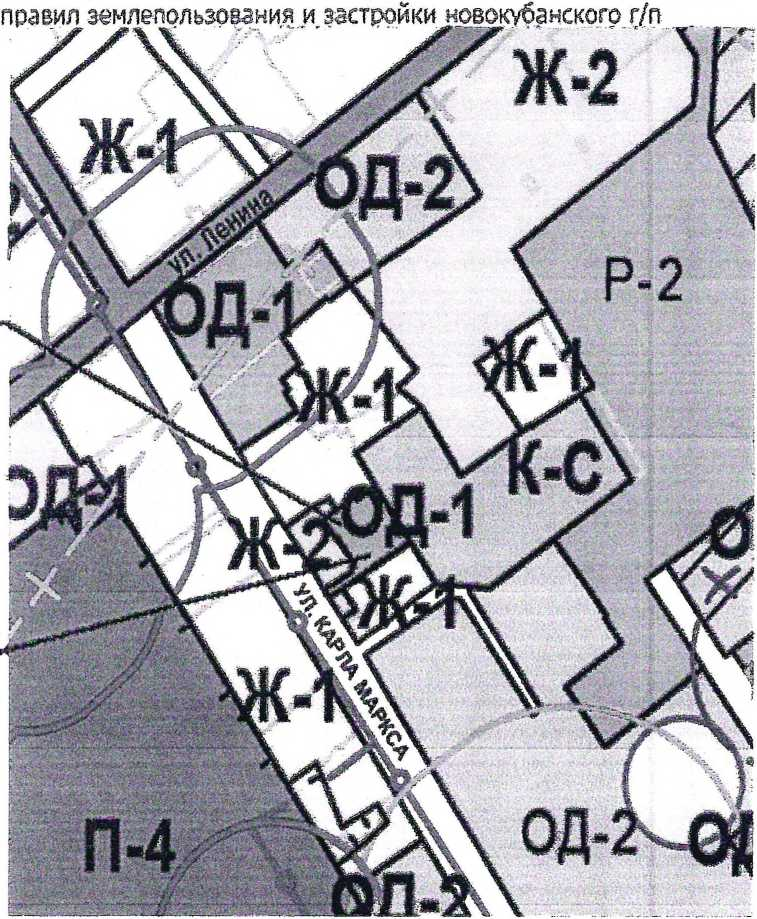 правил землепользования и застройки новокубанского г/п
Ж-2
Ж-1
ОД-2
ул. Ленина
Р-2
ОД-1
Ж-1
Ж-1
К-С
ОД-1
ОД-1
Ж-2
Ж-1
УЛ. КАРЛА МАРКСА
Ж-1
ОД-2
П-4
ОД-2